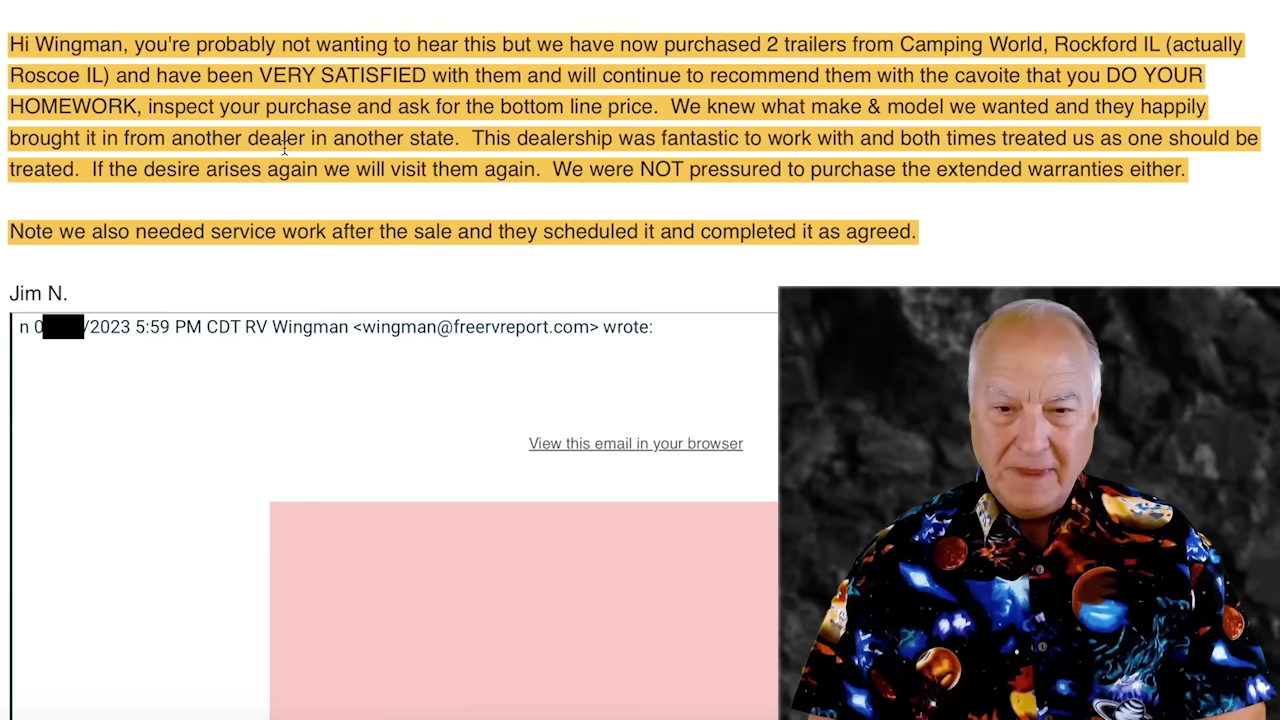 Hi Wingman, you're probably not wanting to hear this but we have now purchased 2 trailers from Camping World, Rockford IL (actually
Roscoe IL) and have been VERY SATISFIED with them and will continue to recommend them with the cavoite that you DO YOUR
HOMEWORK, inspect your purchase and ask for the bottom line price.  We knew what make & model we wanted and they happily
brought it in from another dealer in another state.  This dealership was fantastic to work with and both times treated us as one should be
treated.  If the desire arises again we will visit them again.  We were NOT pressured to purchase the extended warranties either.
Note we also needed service work after the sale and they scheduled it and completed it as agreed.
Jim N.
n 0 /2023 5:59 PM CDT RV Wingman <wingman@freervreport.com> wrote:
View this email in your browser